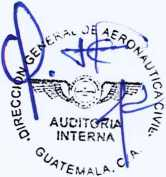 DIRECCION GENERAL DE AERONAUTICA CIVIL
AUDITORIA
INTERNA
GUATEMALA, C.A.